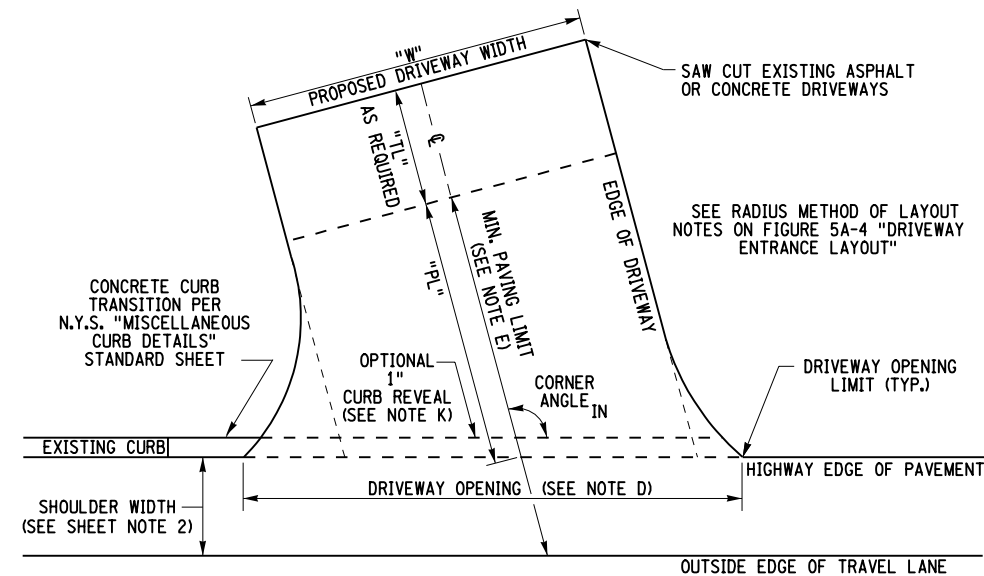 "W"
PROPOSED DRIVEWAY WIDTH
SAW CUT EXISTING ASPHALT
OR CONCRETE DRIVEWAYS
"TL"
AS REQUIRED
℄
SEE RADIUS METHOD OF LAYOUT
NOTES ON FIGURE 5A-4 "DRIVEWAY
ENTRANCE LAYOUT"
EDGE OF DRIVEWAY
MIN. PAVING LIMIT
(SEE NOTE E)
"PL"
CONCRETE CURB
TRANSITION PER
N.Y.S. "MISCELLANEOUS
CURB DETAILS"
STANDARD SHEET
OPTIONAL
1"
CURB REVEAL
(SEE NOTE K)
CORNER
ANGLE IN
DRIVEWAY OPENING
LIMIT (TYP.)
EXISTING CURB
HIGHWAY EDGE OF PAVEMENT
DRIVEWAY OPENING (SEE NOTE D)
SHOULDER WIDTH
(SEE SHEET NOTE 2)
OUTSIDE EDGE OF TRAVEL LANE